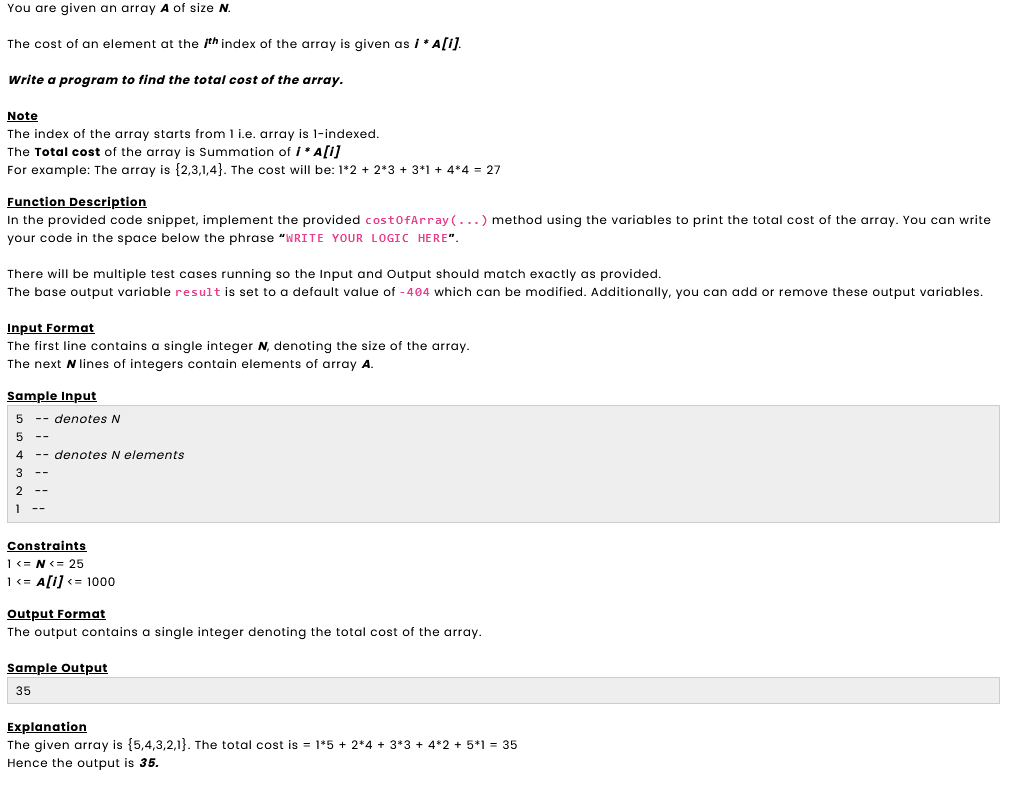 You are given an array A of size N.
The cost of an element at the ith index of the array is given as i * A[i].
Write a program to find the total cost of the array.
Note
The index of the array starts from 1 i.e. array is 1-indexed.
The Total cost of the array is Summation of i * A[i]
For example: The array is {2,3,1,4}. The cost will be: 1*2 + 2*3 + 3*1 + 4*4 = 27
Function Description
In the provided code snippet, implement the provided costOfArray(...) method using the variables to print the total cost of the array. You can write
your code in the space below the phrase “WRITE YOUR LOGIC HERE”.
There will be multiple test cases running so the Input and Output should match exactly as provided.
The base output variable result is set to a default value of -404 which can be modified. Additionally, you can add or remove these output variables.
Input Format
The first line contains a single integer N, denoting the size of the array.
The next N lines of integers contain elements of array A.
Sample Input
5 -- denotes N
5 --
4 -- denotes N elements
3 --
2 --
1 --
Constraints
1 <= N <= 25
1 <= A[i] <= 1000
Output Format
The output contains a single integer denoting the total cost of the array.
Sample Output
35
Explanation
The given array is {5,4,3,2,1}. The total cost is = 1*5 + 2*4 + 3*3 + 4*2 + 5*1 = 35
Hence the output is 35.